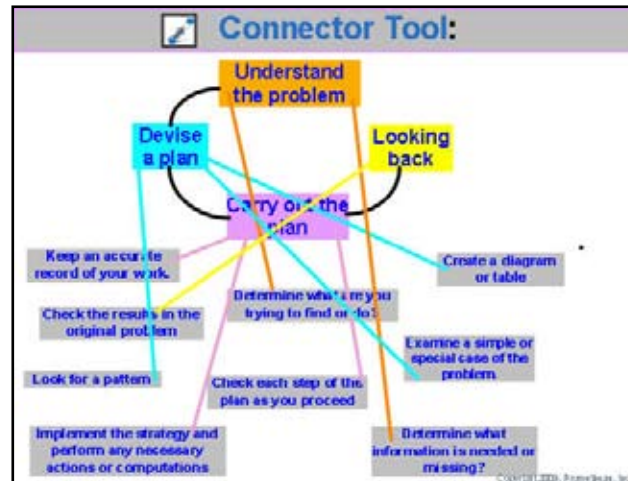 Connector Tool:
Understand
the problem
Devise
a plan
Looking
back
Carry out the
plan
Keep an accurate
record of your work.
Create a diagram
or table
Determine what are you
trying to find or do?
Check the results in the
original problem
Examine a simple or
special case of the
problem.
Look for a pattern
Check each step of the
plan as you proceed
Implement the strategy and
perform any necessary
actions or computations
Determine what
information is needed or
missing?